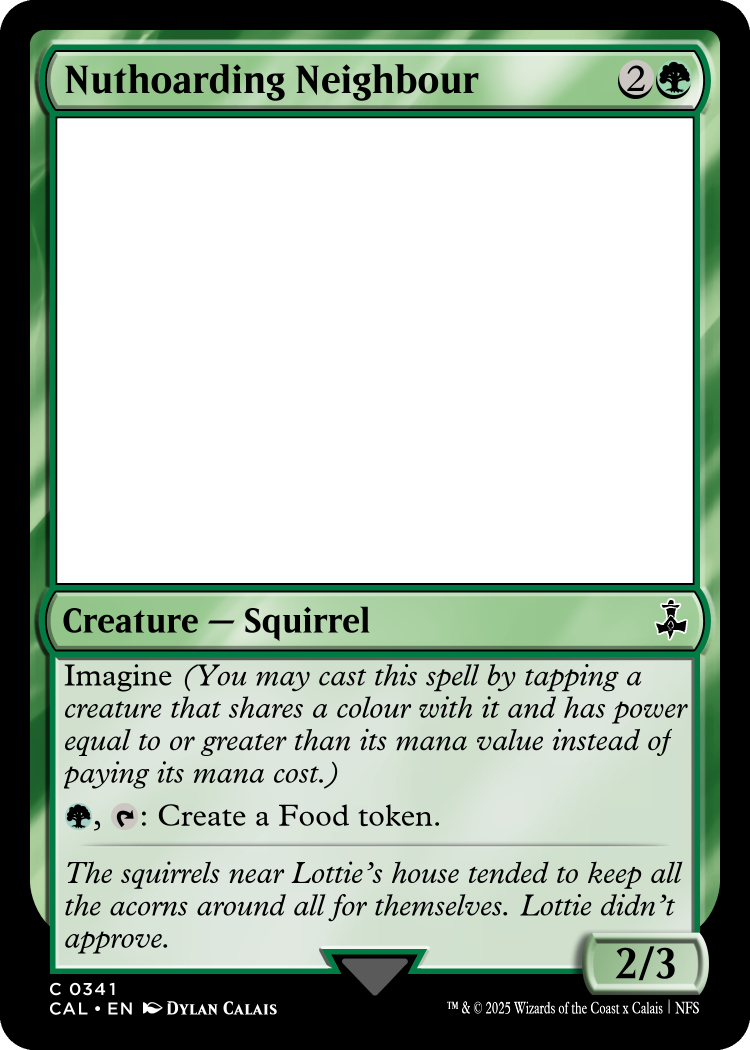 Nuthoarding Neighbour 2
Creature — Squirrel
Imagine (You may cast this spell by tapping a
creature that shares a colour with it and has power
equal to or greater than its mana value instead of
paying its mana cost.)
, : Create a Food token.
The squirrels near Lottie's house tended to keep all
the acorns around all for themselves. Lottie didn't
approve.
2/3
C 0341
CAL • EN DYLAN CALAIS
™ & © 2025 Wizards of the Coast x Calais | NFS